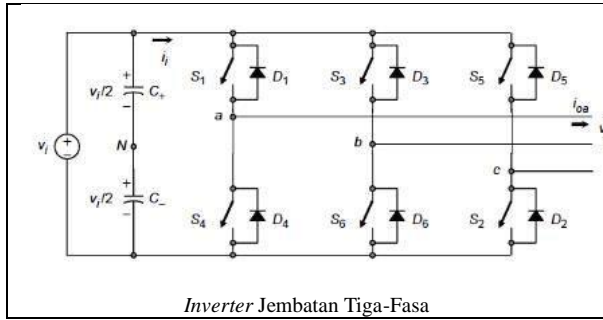 i_i
S_1 D_1 S_3 D_3 S_5 D_5
+ v_i/2 C_+ −
a i_oa
v_i + − N b v
+ v_i/2 C_− − c
S_4 D_4 S_6 D_6 S_2 D_2
Inverter Jembatan Tiga-Fasa